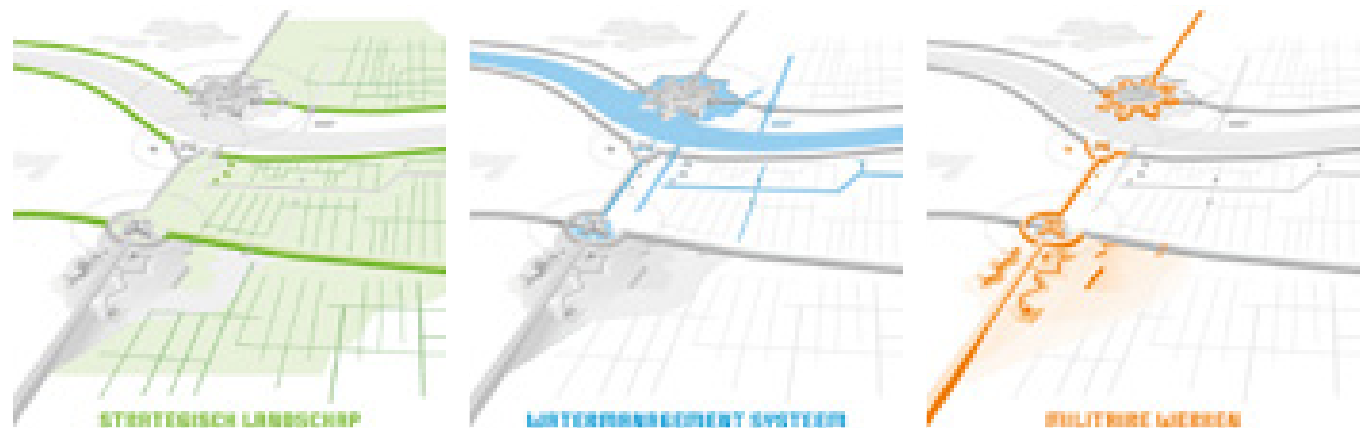 STRATEGISCH LANDSCHAP
WATERMANAGEMENT SYSTEEM
MILITAIRE WERKEN